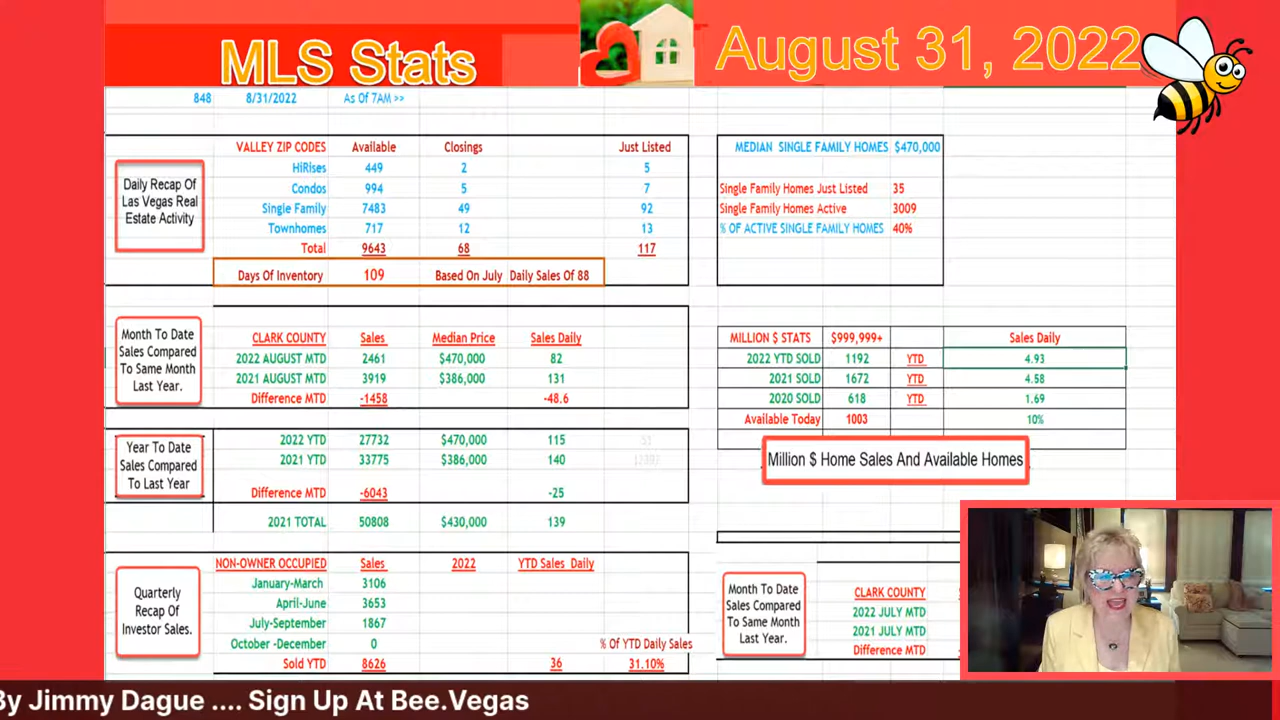 MLS Stats
August 31, 2022
848 8/31/2022 As Of 7AM >>
Daily Recap Of
Las Vegas Real
Estate Activity
VALLEY ZIP CODES Available Closings Just Listed
HiRises 449 2 5
Condos 994 5 7
Single Family 7483 49 92
Townhomes 717 12 13
Total 9643 68 117
Days Of Inventory 109 Based On July Daily Sales Of 88
MEDIAN SINGLE FAMILY HOMES $470,000
Single Family Homes Just Listed 35
Single Family Homes Active 3009
% OF ACTIVE SINGLE FAMILY HOMES 40%
Month To Date
Sales Compared
To Same Month
Last Year.
CLARK COUNTY Sales Median Price Sales Daily
2022 AUGUST MTD 2461 $470,000 82
2021 AUGUST MTD 3919 $386,000 131
Difference MTD -1458 -48.6
MILLION $ STATS $999,999+ Sales Daily
2022 YTD SOLD 1192 YTD 4.93
2021 SOLD 1672 YTD 4.58
2020 SOLD 618 YTD 1.69
Available Today 1003 10%
Million $ Home Sales And Available Homes
Year To Date
Sales Compared
To Last Year
2022 YTD 27732 $470,000 115
2021 YTD 33775 $386,000 140
Difference MTD -6043 -25
2021 TOTAL 50808 $430,000 139
Quarterly
Recap Of
Investor Sales.
NON-OWNER OCCUPIED Sales 2022 YTD Sales Daily
January-March 3106
April-June 3653
July-September 1867
October -December 0 % Of YTD Daily Sales
Sold YTD 8626 36 31.10%
Month To Date
Sales Compared
To Same Month
Last Year.
CLARK COUNTY
2022 JULY MTD
2021 JULY MTD
Difference MTD
By Jimmy Dague .... Sign Up At Bee.Vegas